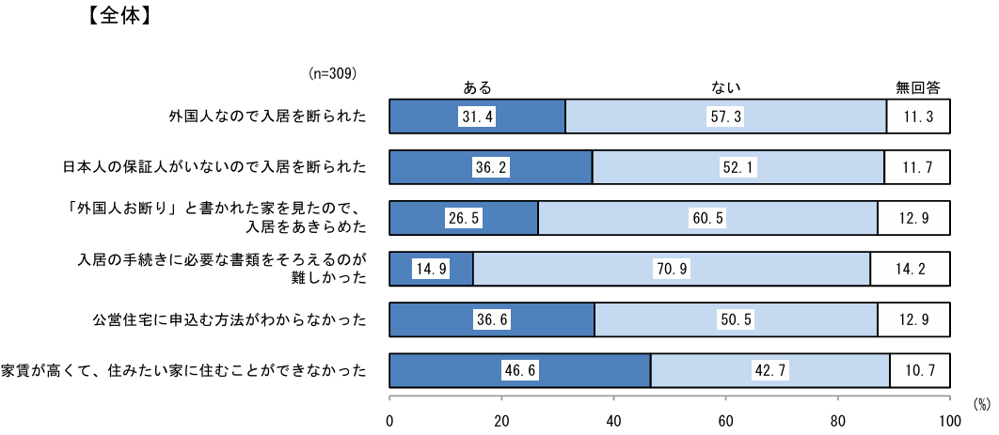 【全体】
(n=309)
ある ない 無回答
外国人なので入居を断られた 31.4 57.3 11.3
日本人の保証人がいないので入居を断られた 36.2 52.1 11.7
「外国人お断り」と書かれた家を見たので、
入居をあきらめた 26.5 60.5 12.9
入居の手続きに必要な書類をそろえるのが
難しかった 14.9 70.9 14.2
公営住宅に申込む方法がわからなかった 36.6 50.5 12.9
家賃が高くて、住みたい家に住むことができなかった 46.6 42.7 10.7
0 20 40 60 80 100 (%)